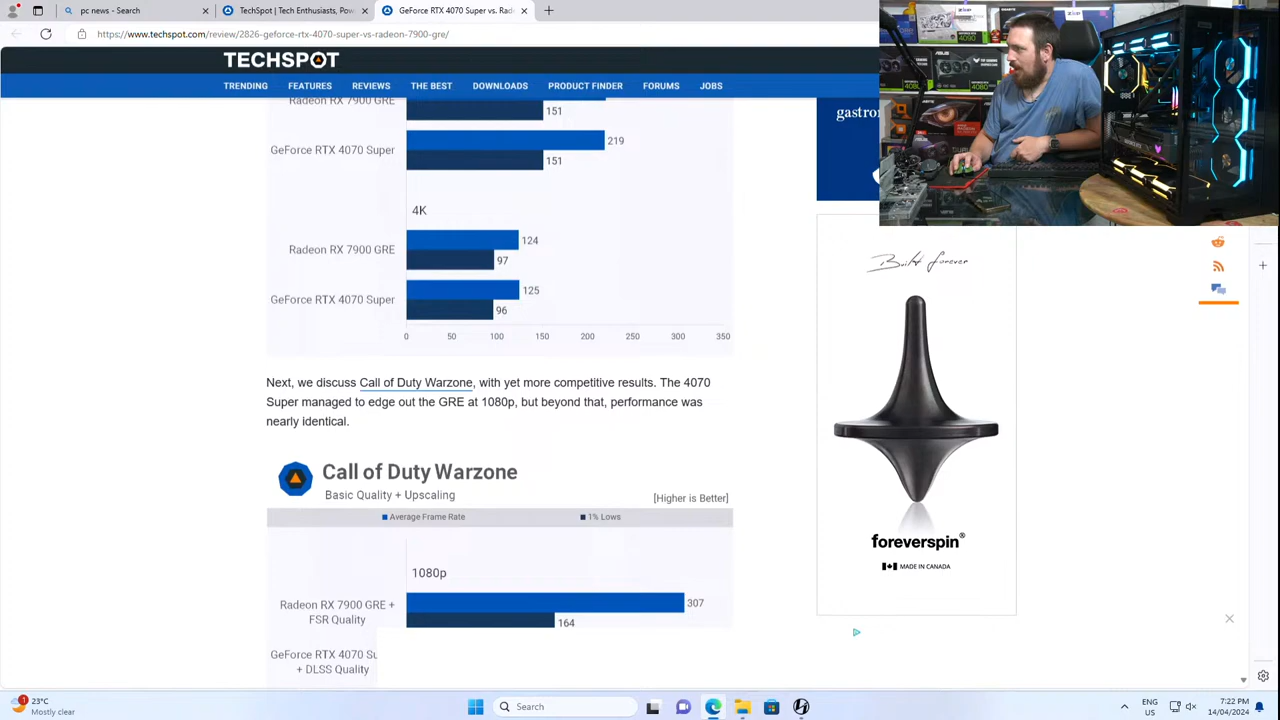 pc news - Search
TechSpot | Tech Enthusiasts, Pow
GeForce RTX 4070 Super vs. Rade
https://www.techspot.com/
-geforce-rtx-4070-super-vs-radeon-7900-gre/
TECHSPOT
TRENDING FEATURES REVIEWS THE BEST DOWNLOADS PRODUCT FINDER FORUMS JOBS
Radeon RX 7900 GRE
151
GeForce RTX 4070 Super
219
151
4K
Radeon RX 7900 GRE
124
97
GeForce RTX 4070 Super
125
96
0 50 100 150 200 250 300 350
Next, we discuss Call of Duty Warzone, with yet more competitive results. The 4070
Super managed to edge out the GRE at 1080p, but beyond that, performance was
nearly identical.
Call of Duty Warzone
Basic Quality + Upscaling
[Higher is Better]
Average Frame Rate 1% Lows
1080p
Radeon RX 7900 GRE +
FSR Quality
307
164
GeForce RTX 4070 Su
+ DLSS Quality
gastron
Built forever
foreverspin®
MADE IN CANADA
23°C
Mostly clear
1
Search
ENG
US
7:22 PM
14/04/2024